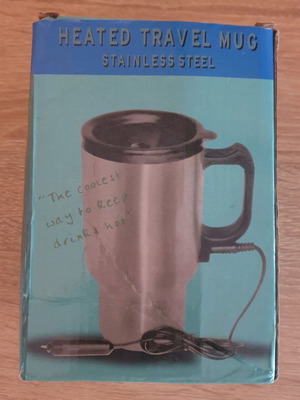 HEATED TRAVEL MUG
STAINLESS STEEL
"The coolest
way to keep
drinks hot"